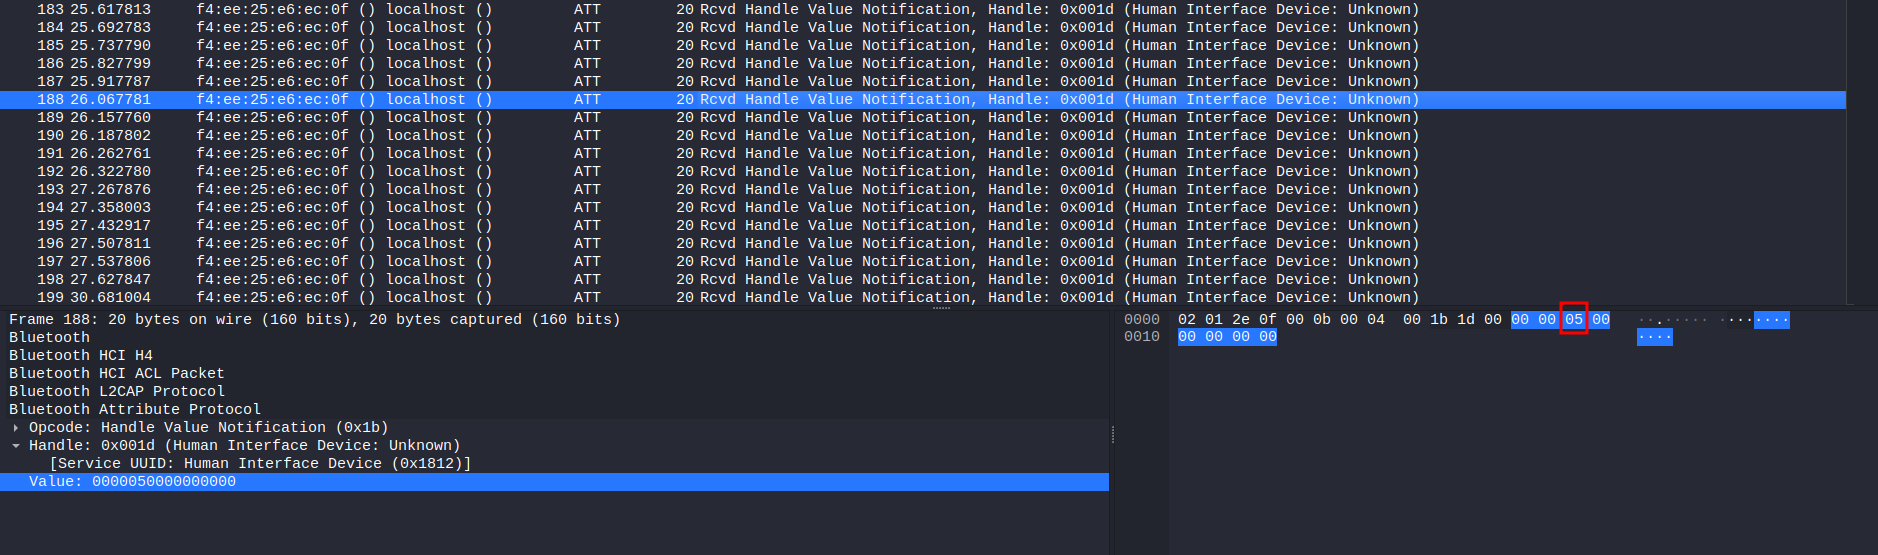 183 25.617813 f4:ee:25:e6:ec:0f () localhost () ATT 20 Rcvd Handle Value Notification, Handle: 0x001d (Human Interface Device: Unknown)
184 25.692783 f4:ee:25:e6:ec:0f () localhost () ATT 20 Rcvd Handle Value Notification, Handle: 0x001d (Human Interface Device: Unknown)
185 25.737790 f4:ee:25:e6:ec:0f () localhost () ATT 20 Rcvd Handle Value Notification, Handle: 0x001d (Human Interface Device: Unknown)
186 25.827799 f4:ee:25:e6:ec:0f () localhost () ATT 20 Rcvd Handle Value Notification, Handle: 0x001d (Human Interface Device: Unknown)
187 25.917787 f4:ee:25:e6:ec:0f () localhost () ATT 20 Rcvd Handle Value Notification, Handle: 0x001d (Human Interface Device: Unknown)
188 26.067781 f4:ee:25:e6:ec:0f () localhost () ATT 20 Rcvd Handle Value Notification, Handle: 0x001d (Human Interface Device: Unknown)
189 26.157760 f4:ee:25:e6:ec:0f () localhost () ATT 20 Rcvd Handle Value Notification, Handle: 0x001d (Human Interface Device: Unknown)
190 26.187802 f4:ee:25:e6:ec:0f () localhost () ATT 20 Rcvd Handle Value Notification, Handle: 0x001d (Human Interface Device: Unknown)
191 26.262761 f4:ee:25:e6:ec:0f () localhost () ATT 20 Rcvd Handle Value Notification, Handle: 0x001d (Human Interface Device: Unknown)
192 26.322780 f4:ee:25:e6:ec:0f () localhost () ATT 20 Rcvd Handle Value Notification, Handle: 0x001d (Human Interface Device: Unknown)
193 27.267876 f4:ee:25:e6:ec:0f () localhost () ATT 20 Rcvd Handle Value Notification, Handle: 0x001d (Human Interface Device: Unknown)
194 27.358003 f4:ee:25:e6:ec:0f () localhost () ATT 20 Rcvd Handle Value Notification, Handle: 0x001d (Human Interface Device: Unknown)
195 27.432917 f4:ee:25:e6:ec:0f () localhost () ATT 20 Rcvd Handle Value Notification, Handle: 0x001d (Human Interface Device: Unknown)
196 27.507811 f4:ee:25:e6:ec:0f () localhost () ATT 20 Rcvd Handle Value Notification, Handle: 0x001d (Human Interface Device: Unknown)
197 27.537806 f4:ee:25:e6:ec:0f () localhost () ATT 20 Rcvd Handle Value Notification, Handle: 0x001d (Human Interface Device: Unknown)
198 27.627847 f4:ee:25:e6:ec:0f () localhost () ATT 20 Rcvd Handle Value Notification, Handle: 0x001d (Human Interface Device: Unknown)
199 30.681004 f4:ee:25:e6:ec:0f () localhost () ATT 20 Rcvd Handle Value Notification, Handle: 0x001d (Human Interface Device: Unknown)
Frame 188: 20 bytes on wire (160 bits), 20 bytes captured (160 bits)
Bluetooth
Bluetooth HCI H4
Bluetooth HCI ACL Packet
Bluetooth L2CAP Protocol
Bluetooth Attribute Protocol
Opcode: Handle Value Notification (0x1b)
Handle: 0x001d (Human Interface Device: Unknown)
[Service UUID: Human Interface Device (0x1812)]
Value: 0000050000000000
0000 02 01 2e 0f 00 0b 00 04 00 1b 1d 00 00 00 05 00 ··.····· ········
0010 00 00 00 00 ····